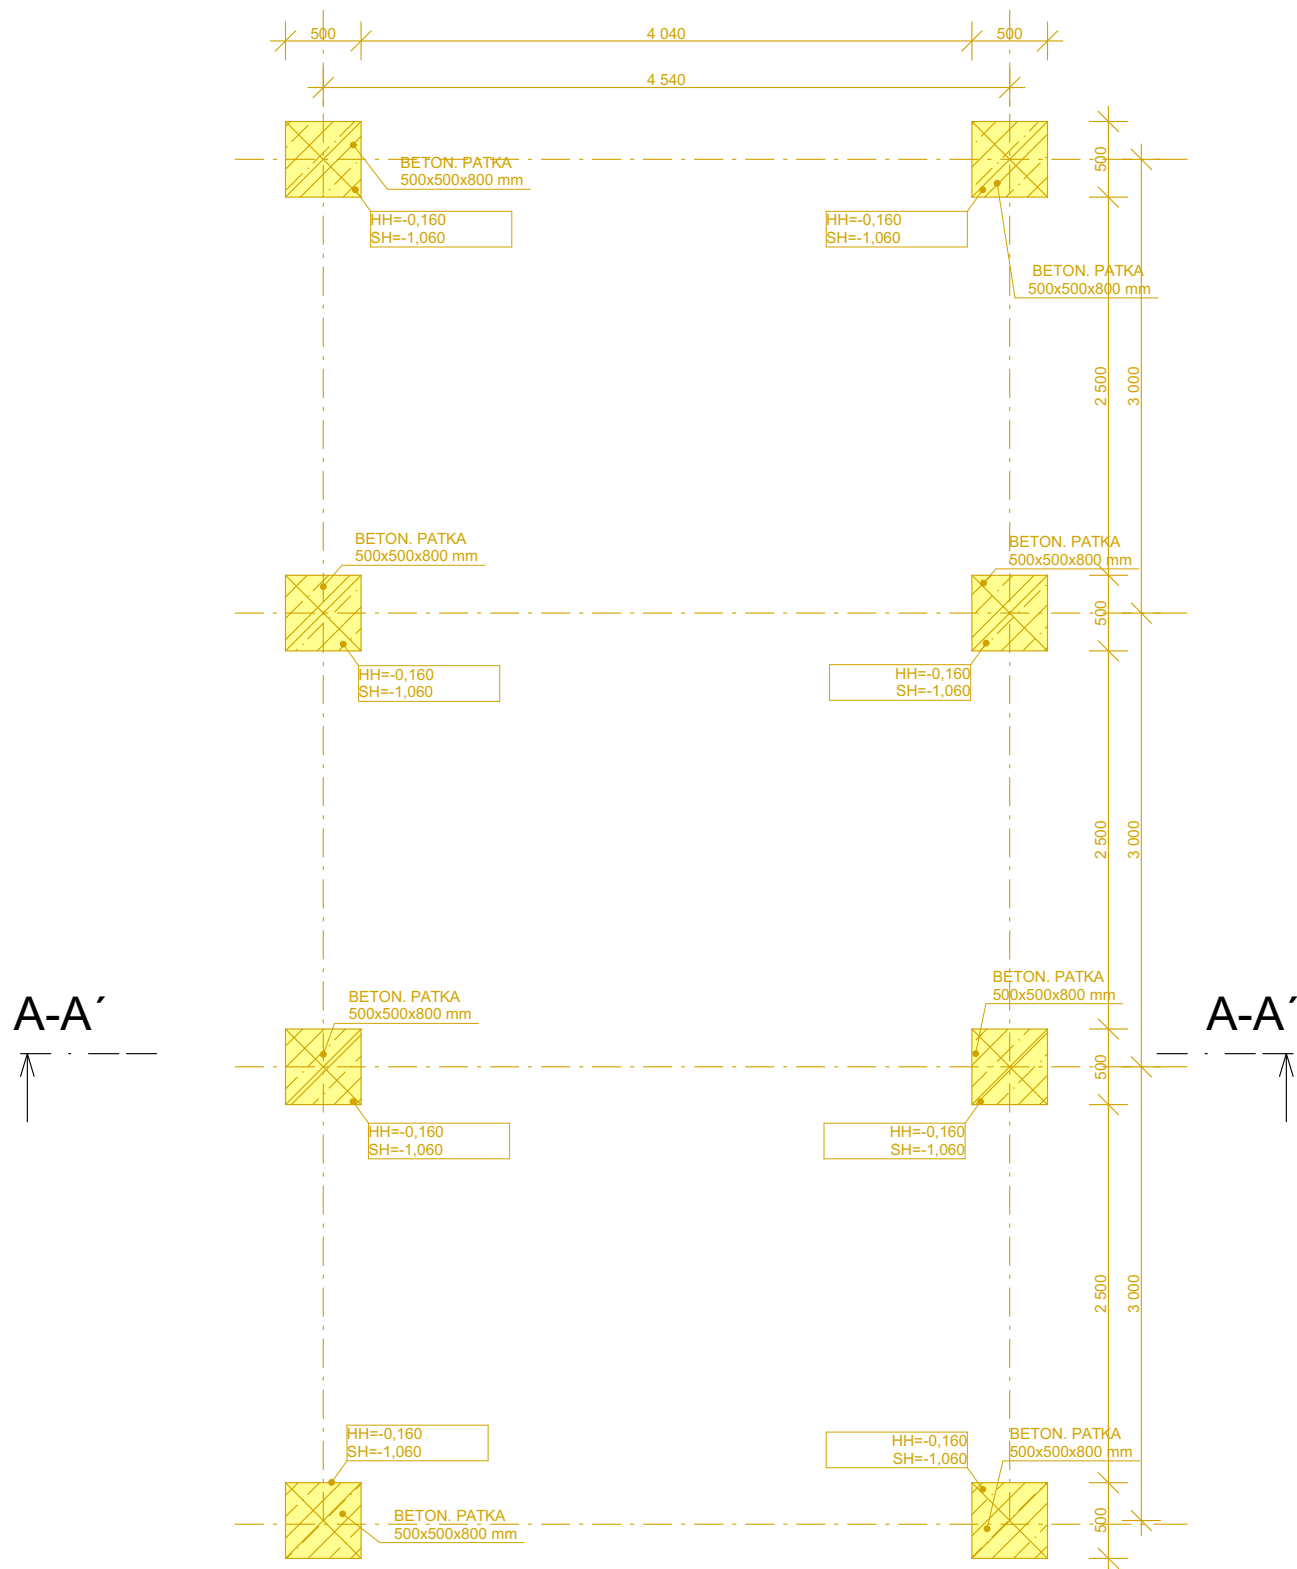 500
4 040
500
4 540
BETON. PATKA
500x500x800 mm
HH=-0,160
SH=-1,060
HH=-0,160
SH=-1,060
500
BETON. PATKA
500x500x800 mm
2 500
3 000
BETON. PATKA
500x500x800 mm
BETON. PATKA
500x500x800 mm
500
HH=-0,160
SH=-1,060
HH=-0,160
SH=-1,060
2 500
3 000
A-A´
BETON. PATKA
500x500x800 mm
BETON. PATKA
500x500x800 mm
A-A´
500
HH=-0,160
SH=-1,060
HH=-0,160
SH=-1,060
2 500
3 000
HH=-0,160
SH=-1,060
HH=-0,160
SH=-1,060
BETON. PATKA
500x500x800 mm
BETON. PATKA
500x500x800 mm
500